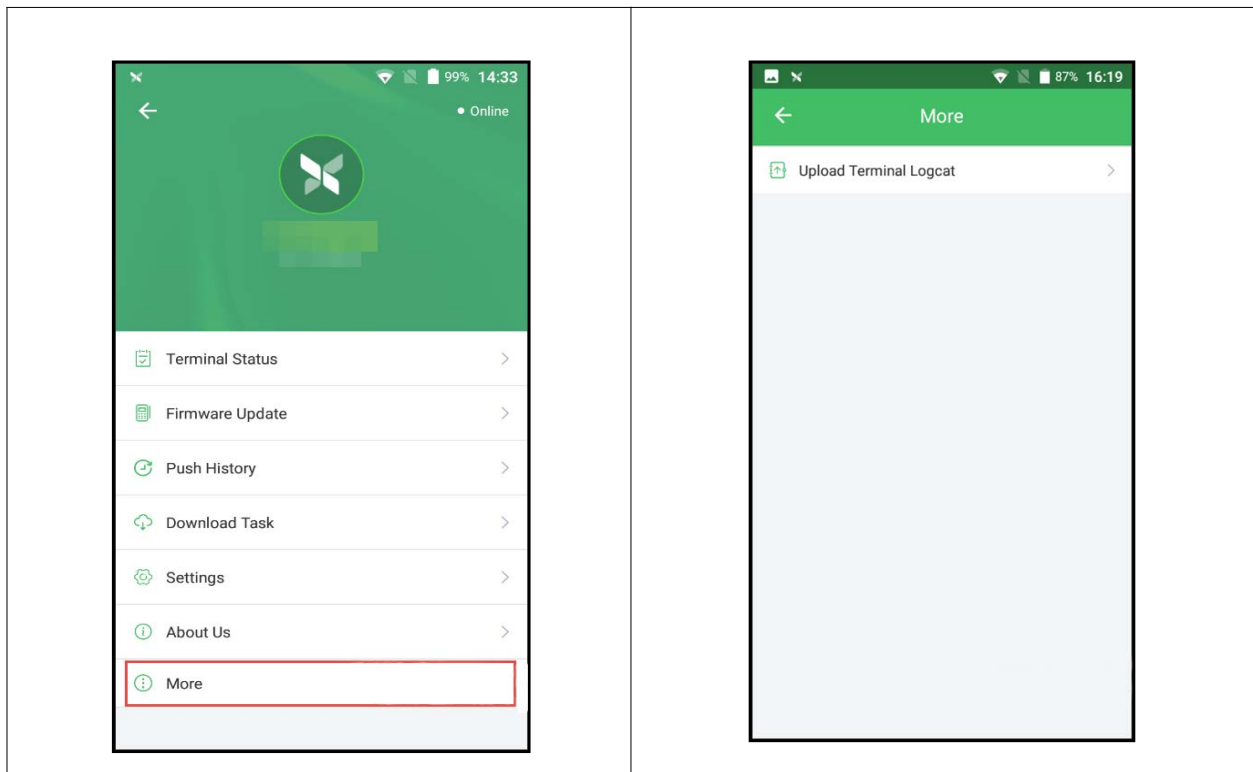 99% 14:33
Online
Terminal Status
Firmware Update
Push History
Download Task
Settings
About Us
More
87% 16:19
More
Upload Terminal Logcat